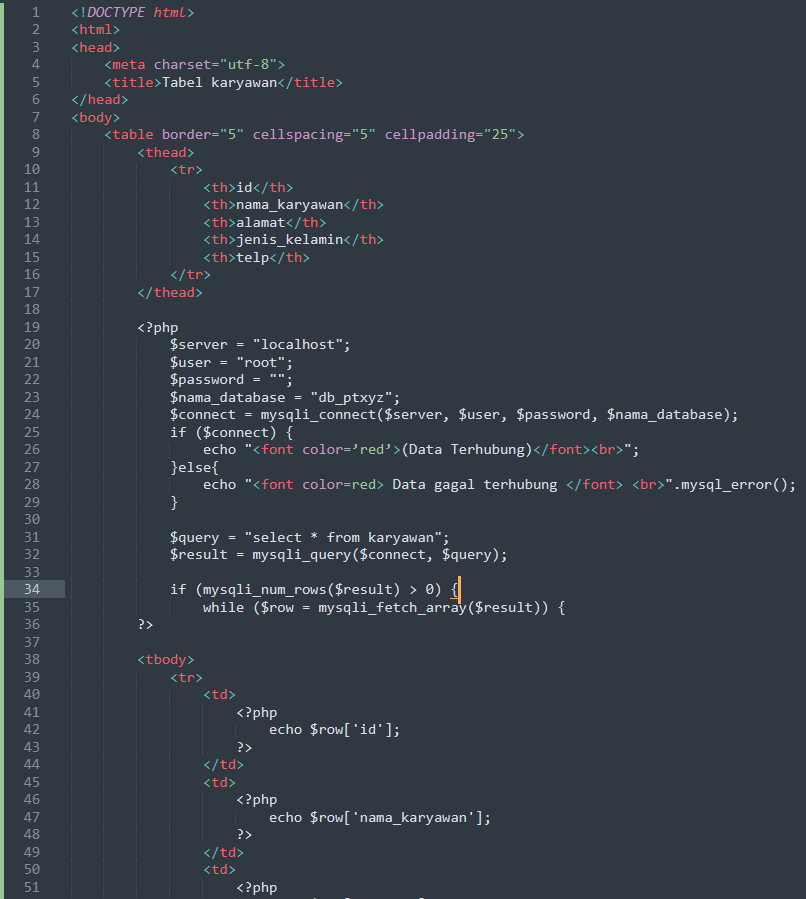 1 <!DOCTYPE html>
2 <html>
3 <head>
4     <meta charset="utf-8">
5     <title>Tabel karyawan</title>
6 </head>
7 <body>
8     <table border="5" cellspacing="5" cellpadding="25">
9         <thead>
10             <tr>
11                 <th>id</th>
12                 <th>nama_karyawan</th>
13                 <th>alamat</th>
14                 <th>jenis_kelamin</th>
15                 <th>telp</th>
16             </tr>
17         </thead>
18
19         <?php
20             $server = "localhost";
21             $user = "root";
22             $password = "";
23             $nama_database = "db_ptxyz";
24             $connect = mysqli_connect($server, $user, $password, $nama_database);
25             if ($connect) {
26                 echo "<font color=’red’>(Data Terhubung)</font><br>";
27             }else{
28                 echo "<font color=red> Data gagal terhubung </font> <br>".mysql_error();
29             }
30
31             $query = "select * from karyawan";
32             $result = mysqli_query($connect, $query);
33
34             if (mysqli_num_rows($result) > 0) {
35                 while ($row = mysqli_fetch_array($result)) {
36         ?>
37
38         <tbody>
39             <tr>
40                 <td>
41                     <?php
42                         echo $row['id'];
43                     ?>
44                 </td>
45                 <td>
46                     <?php
47                         echo $row['nama_karyawan'];
48                     ?>
49                 </td>
50                 <td>
51                     <?php